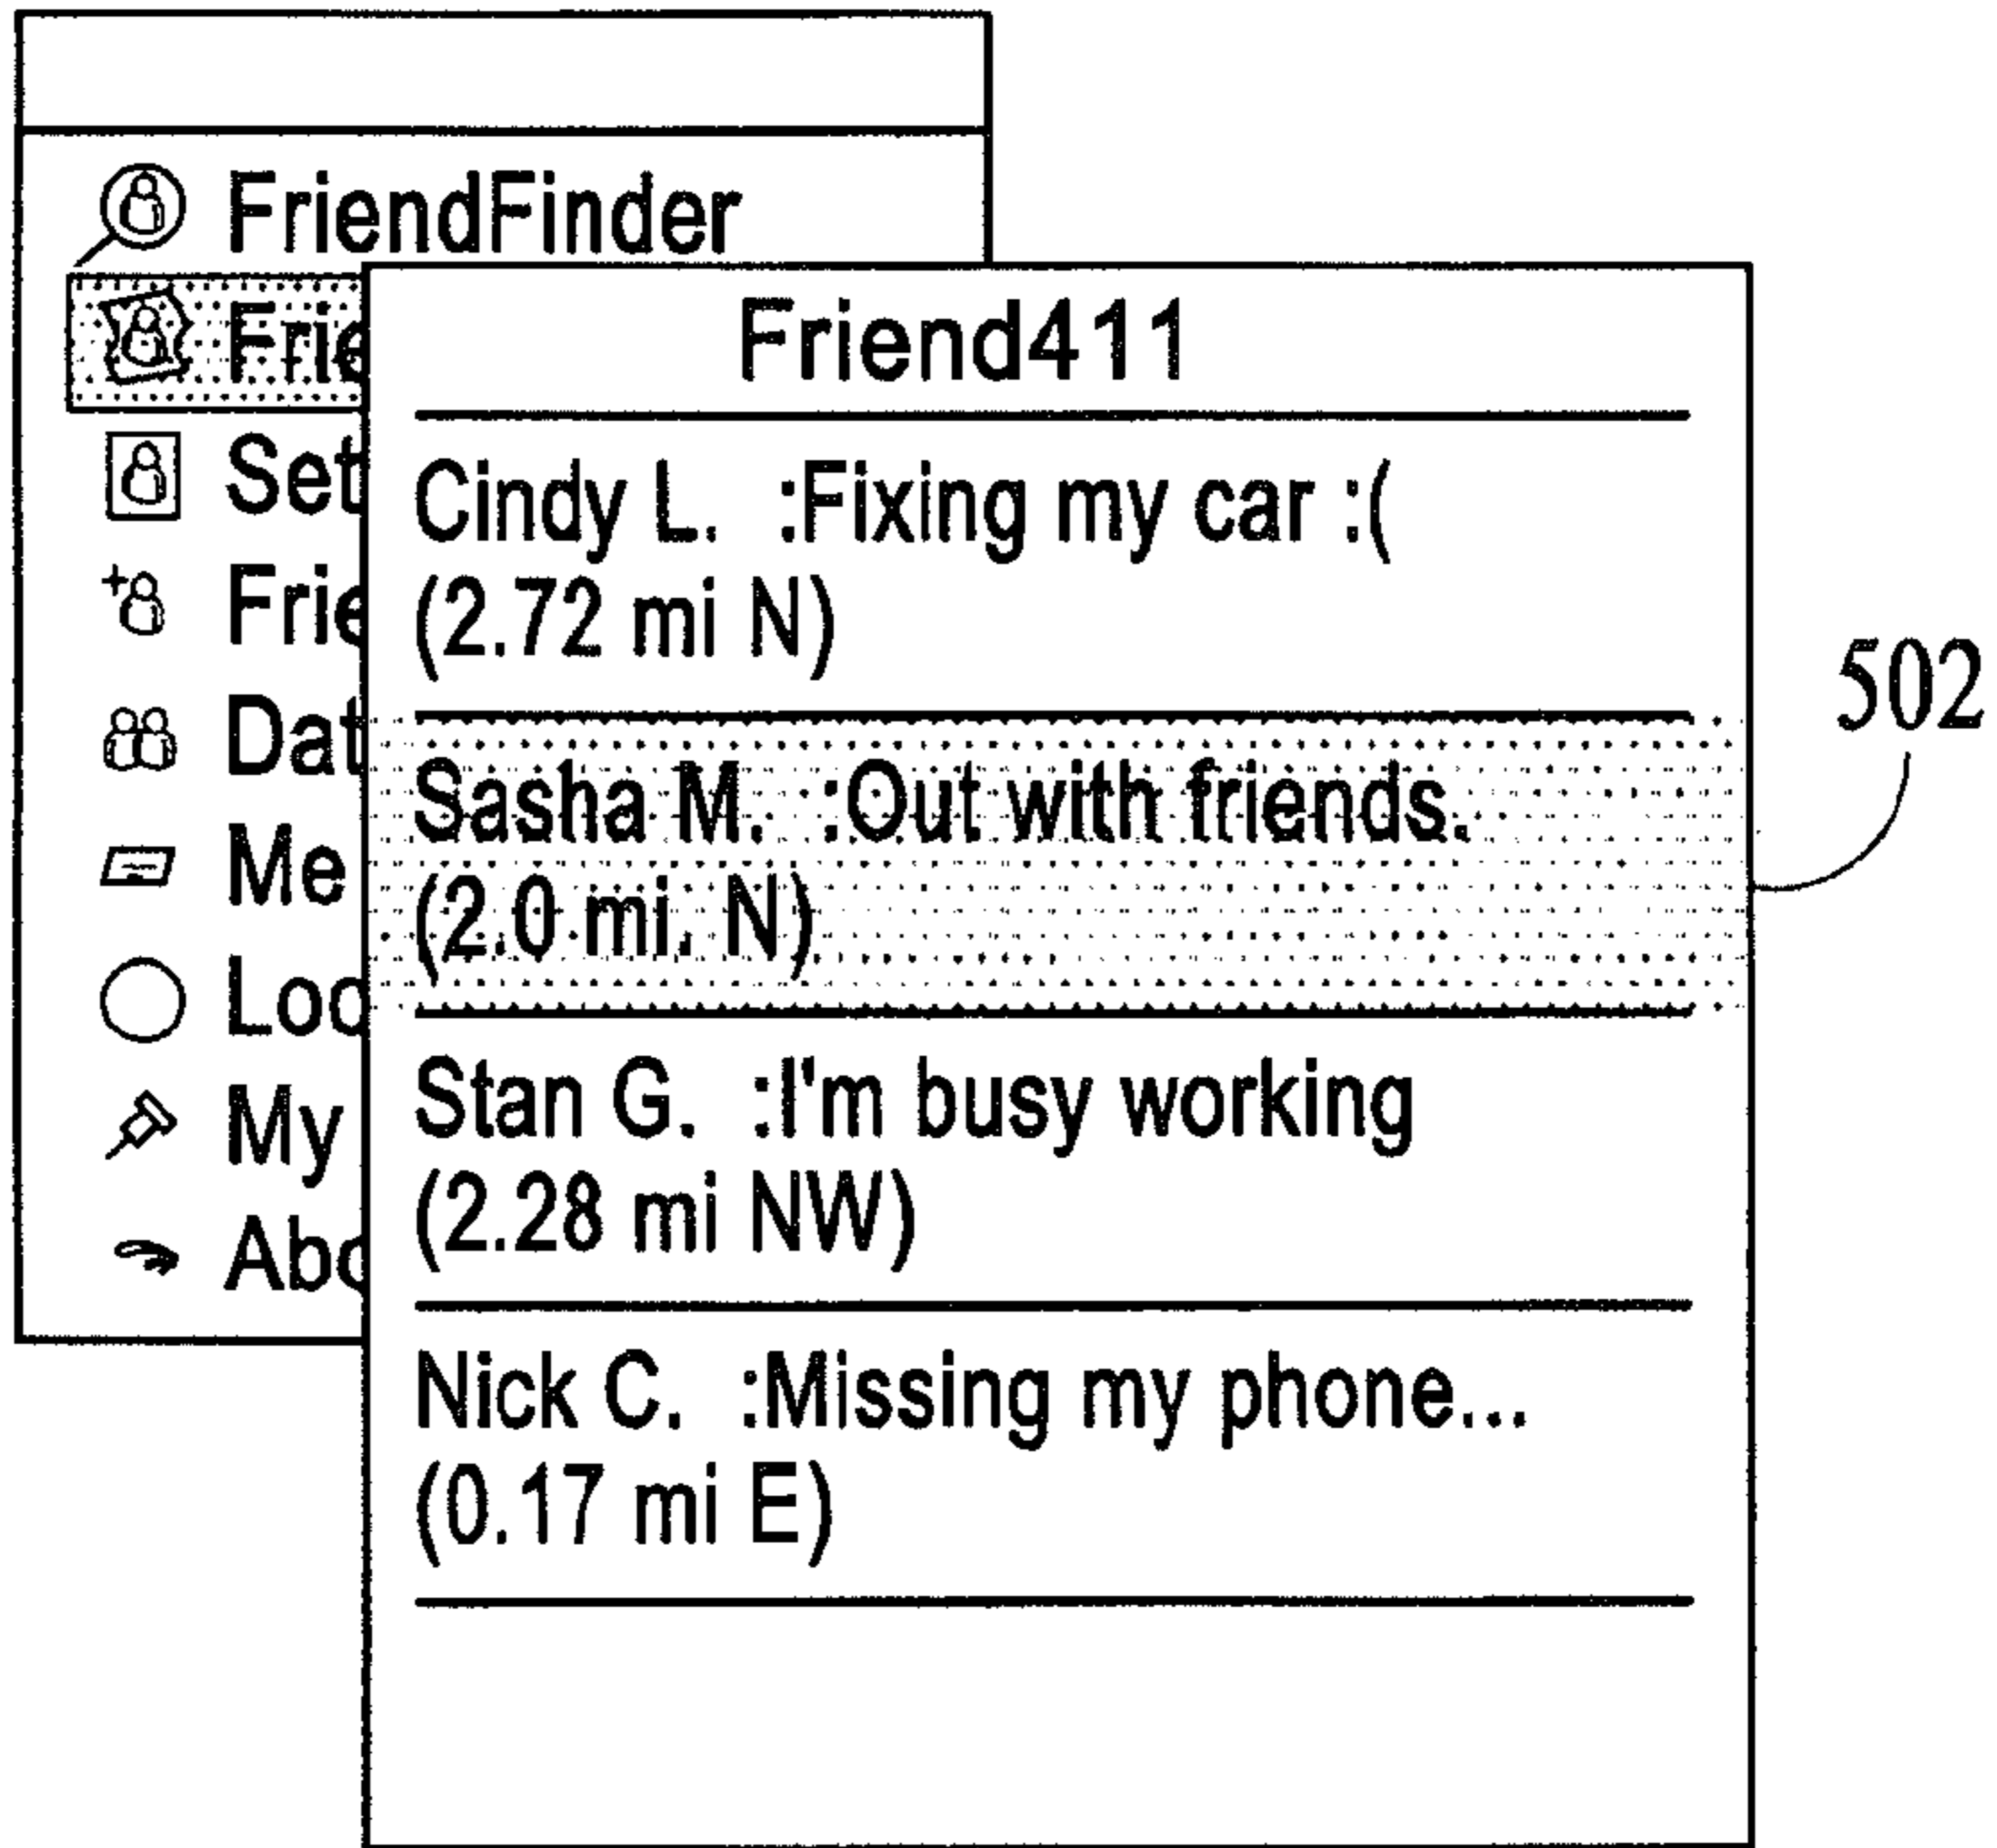 FriendFinder
Frie
Set
Frie
Dat
Me
Loc
My
Abo
Friend411
Cindy L. :Fixing my car :(
(2.72 mi N)
Sasha M. :Out with friends.
(2.0 mi. N)
Stan G. :I'm busy working
(2.28 mi NW)
Nick C. :Missing my phone...
(0.17 mi E)
502